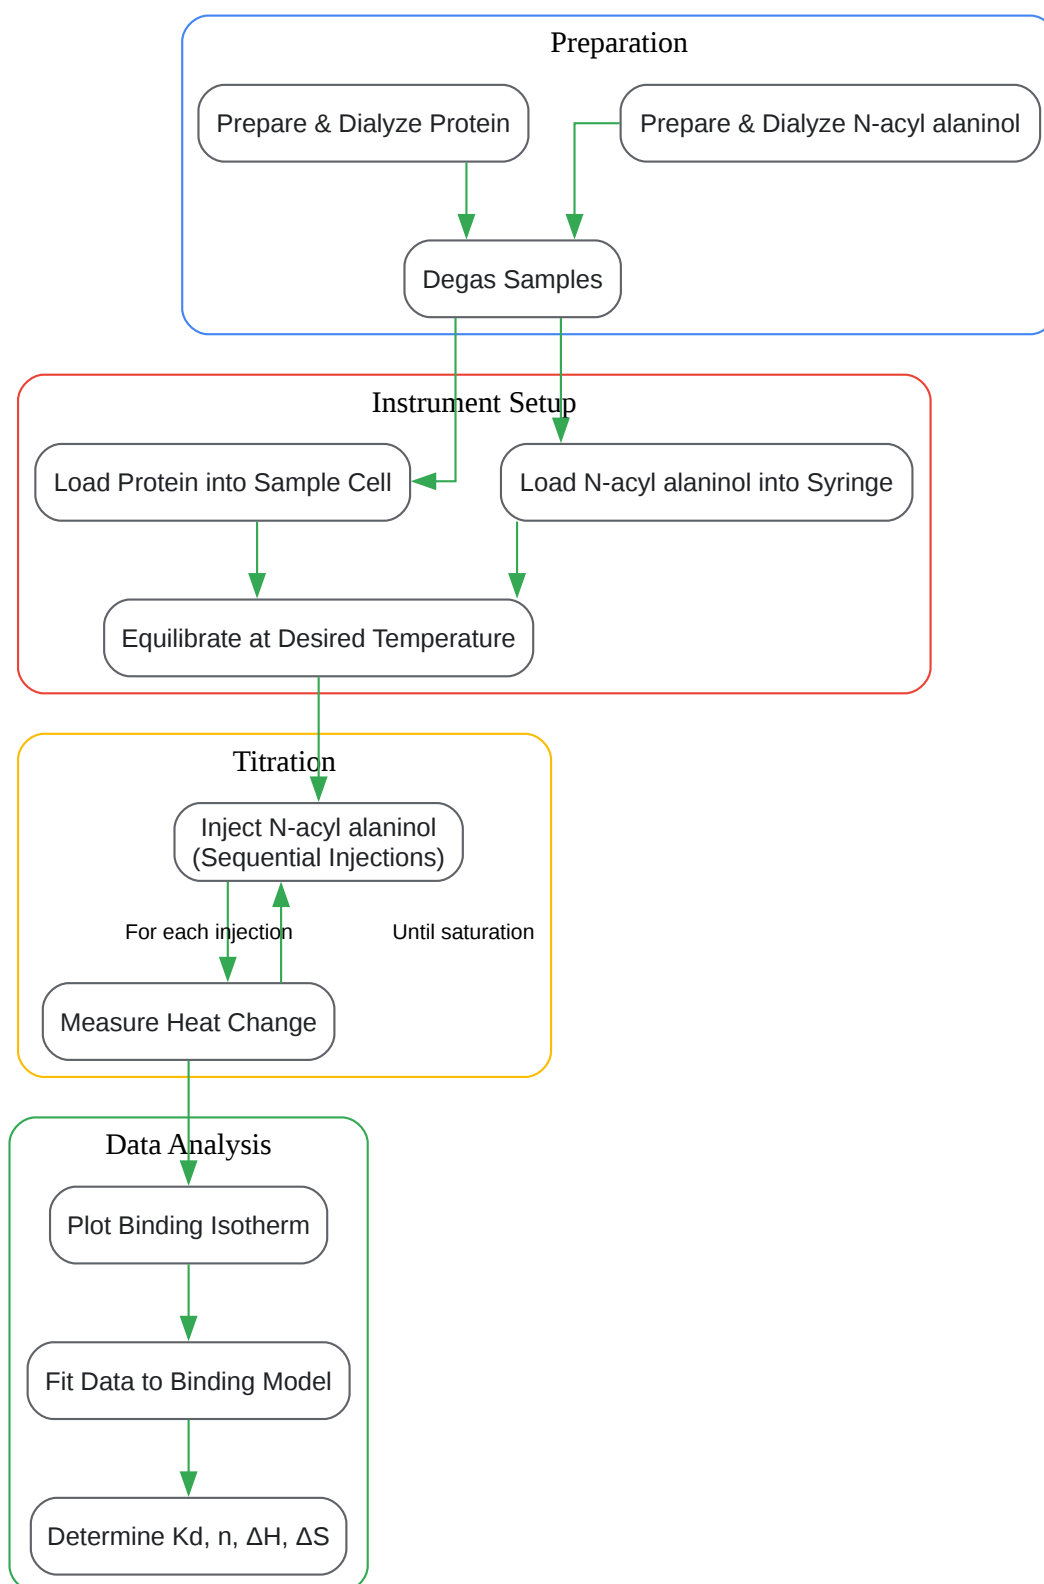 Preparation
Prepare & Dialyze Protein
Prepare & Dialyze N-acyl alaninol
Degas Samples
Instrument Setup
Load Protein into Sample Cell
Load N-acyl alaninol into Syringe
Equilibrate at Desired Temperature
Titration
Inject N-acyl alaninol
(Sequential Injections)
For each injection
Until saturation
Measure Heat Change
Data Analysis
Plot Binding Isotherm
Fit Data to Binding Model
Determine Kd, n, ΔH, ΔS